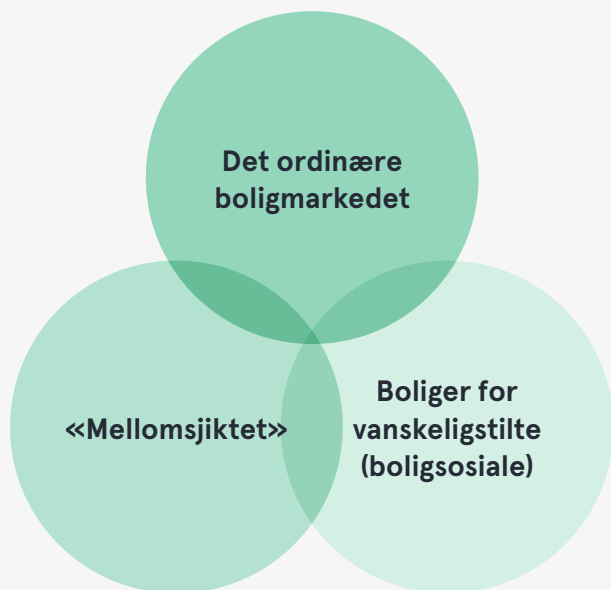 Det ordinære
boligmarkedet
«Mellomsjiktet»
Boliger for
vanskeligstilte
(boligsosiale)